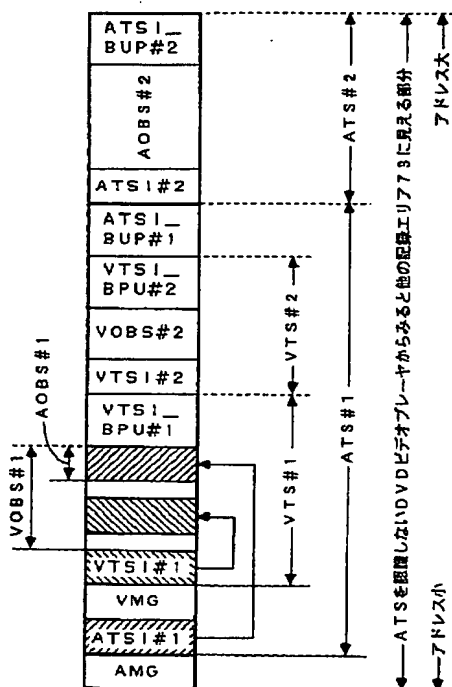 ATSI_
BUP#2
AOBS#2
ATSI#2
ATSI_
BUP#1
VTSI_
BPU#2
VOBS#2
VTSI#2
VTSI_
BPU#1
VTSI#1
VMG
ATSI#1
AMG
AOBS#1
VOBS#1
VTS#2
VTS#1
ATS#2
ATS#1
ATSを認識しないDVDビデオプレーヤからみると他の記録エリア73に見える部分
アドレス大
アドレス小